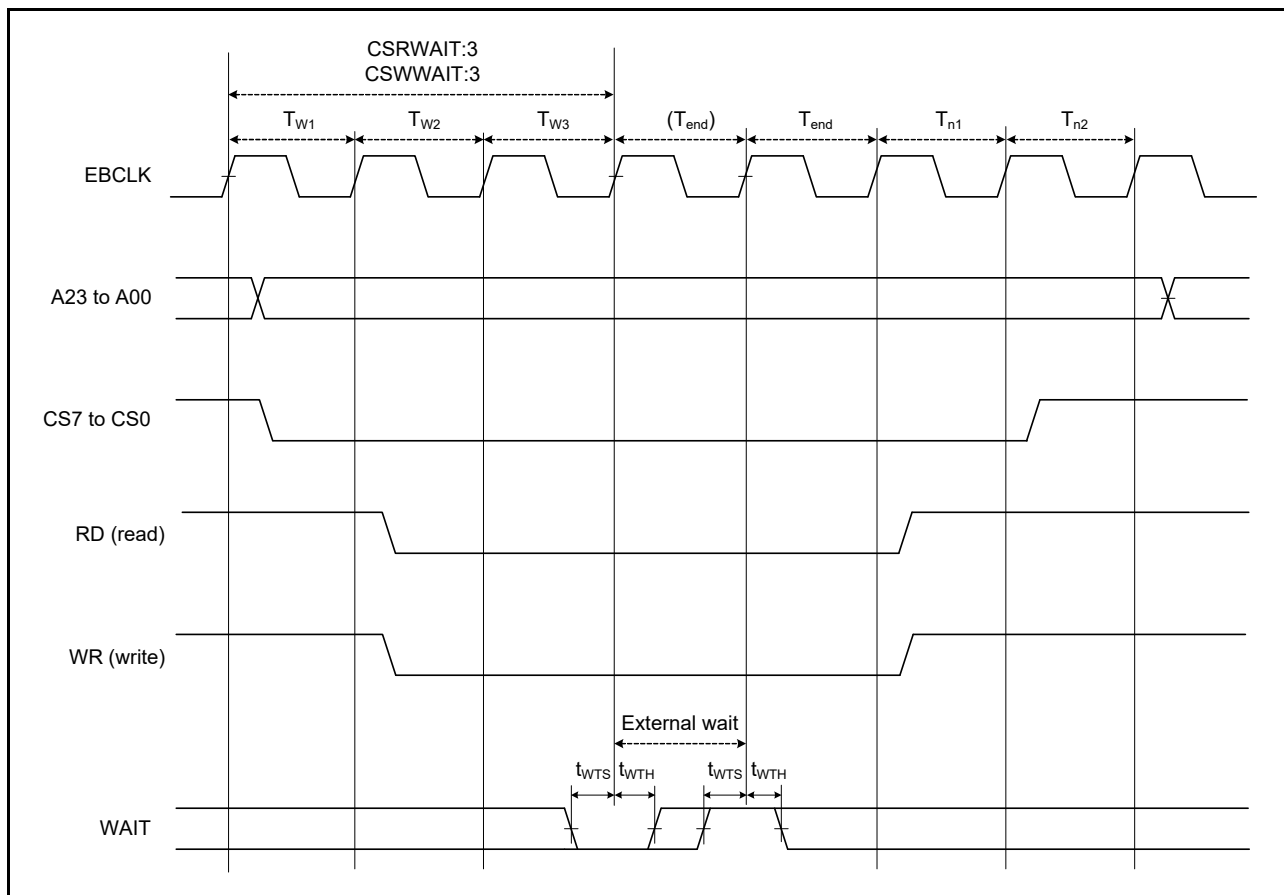 CSRWAIT:3
CSWWAIT:3
TW1 TW2 TW3 (Tend) Tend Tn1 Tn2
EBCLK
A23 to A00
CS7 to CS0
RD (read)
WR (write)
External wait
tWTS tWTH tWTS tWTH
WAIT